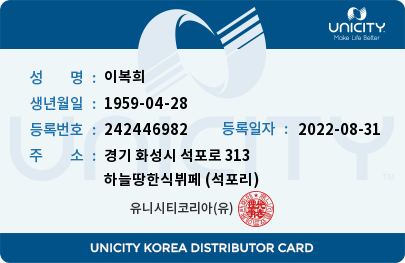 UNICITY
Make Life Better
성 명 : 이복희
생년월일 : 1959-04-28
등록번호 : 242446982 등록일자 : 2022-08-31
주 소 : 경기 화성시 석포로 313
하늘땅한식뷔페 (석포리)
유니시티코리아(유)
UNICITY
UNICITY KOREA DISTRIBUTOR CARD